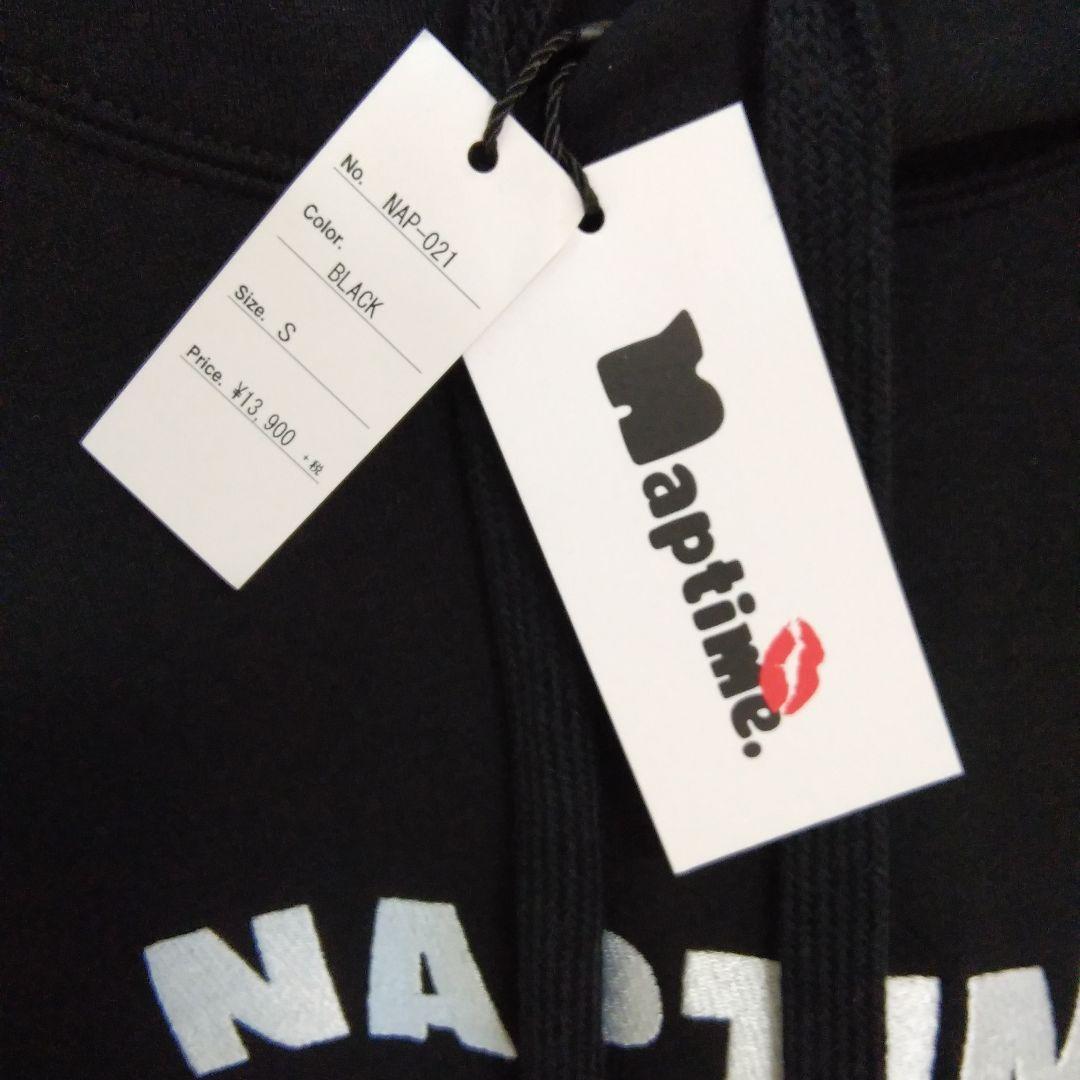 No. NAP-021
Color. BLACK
Size. S
Price. ¥13,900 +税
naptime.
NAPTIM